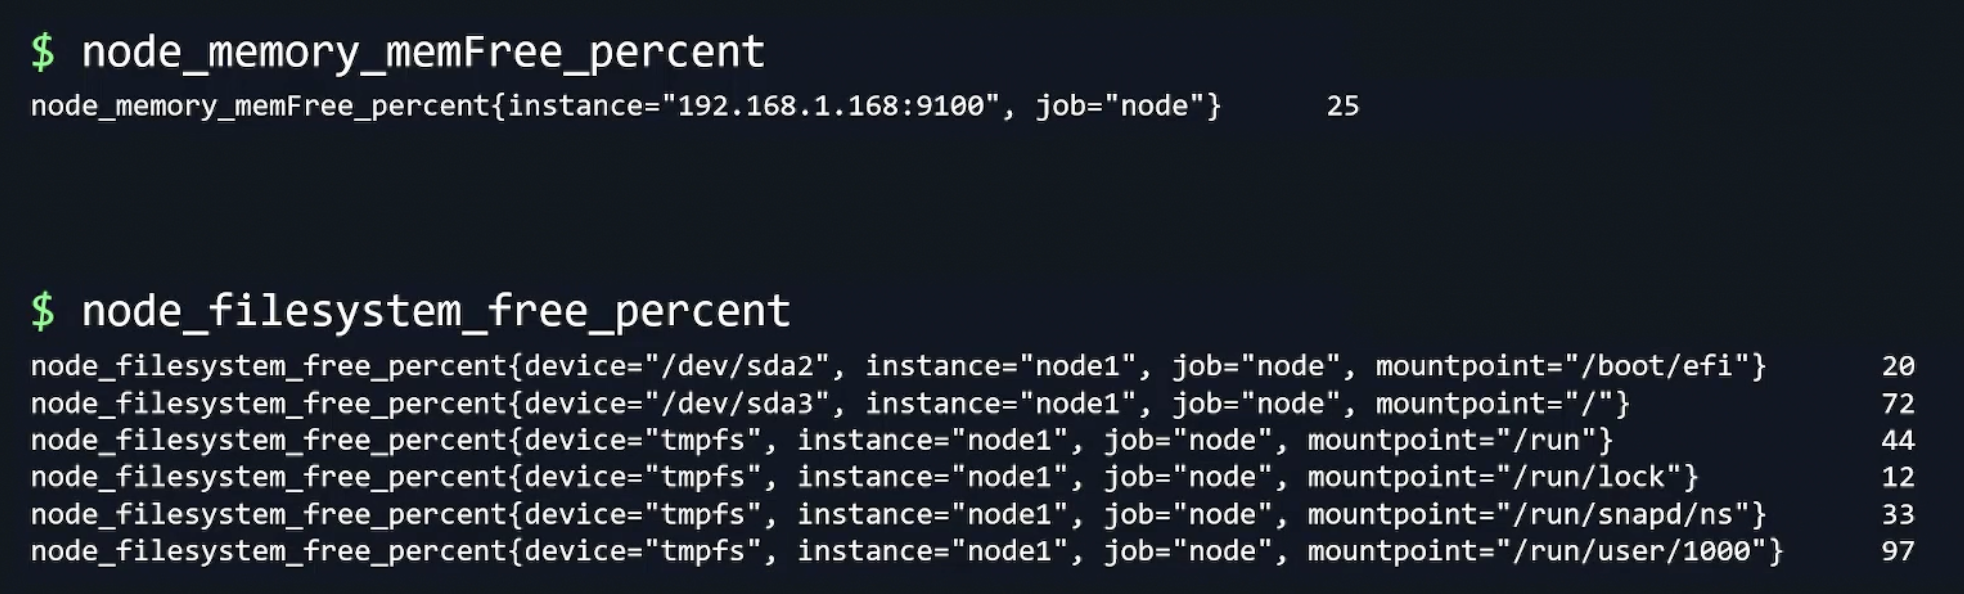 $ node_memory_memFree_percent
node_memory_memFree_percent{instance="192.168.1.168:9100", job="node"} 25
$ node_filesystem_free_percent
node_filesystem_free_percent{device="/dev/sda2", instance="node1", job="node", mountpoint="/boot/efi"} 20
node_filesystem_free_percent{device="/dev/sda3", instance="node1", job="node", mountpoint="/"} 72
node_filesystem_free_percent{device="tmpfs", instance="node1", job="node", mountpoint="/run"} 44
node_filesystem_free_percent{device="tmpfs", instance="node1", job="node", mountpoint="/run/lock"} 12
node_filesystem_free_percent{device="tmpfs", instance="node1", job="node", mountpoint="/run/snapd/ns"} 33
node_filesystem_free_percent{device="tmpfs", instance="node1", job="node", mountpoint="/run/user/1000"} 97